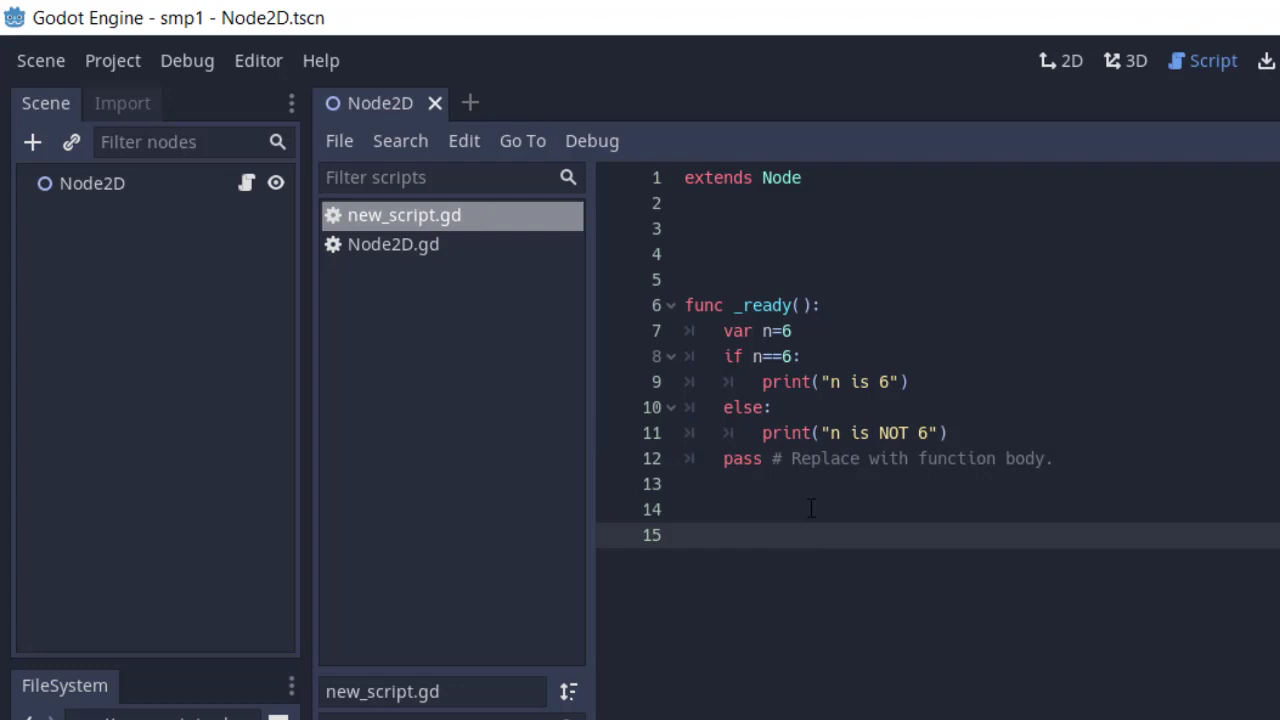 Godot Engine - smp1 - Node2D.tscn
Scene Project Debug Editor Help
2D 3D Script
Scene Import
Node2D
File Search Edit Go To Debug
Filter nodes
Node2D
Filter scripts
new_script.gd
Node2D.gd
new_script.gd
1 extends Node
2
3
4
5
6 func _ready():
7 var n=6
8 if n==6:
9 print("n is 6")
10 else:
11 print("n is NOT 6")
12 pass # Replace with function body.
13
14
15
FileSystem